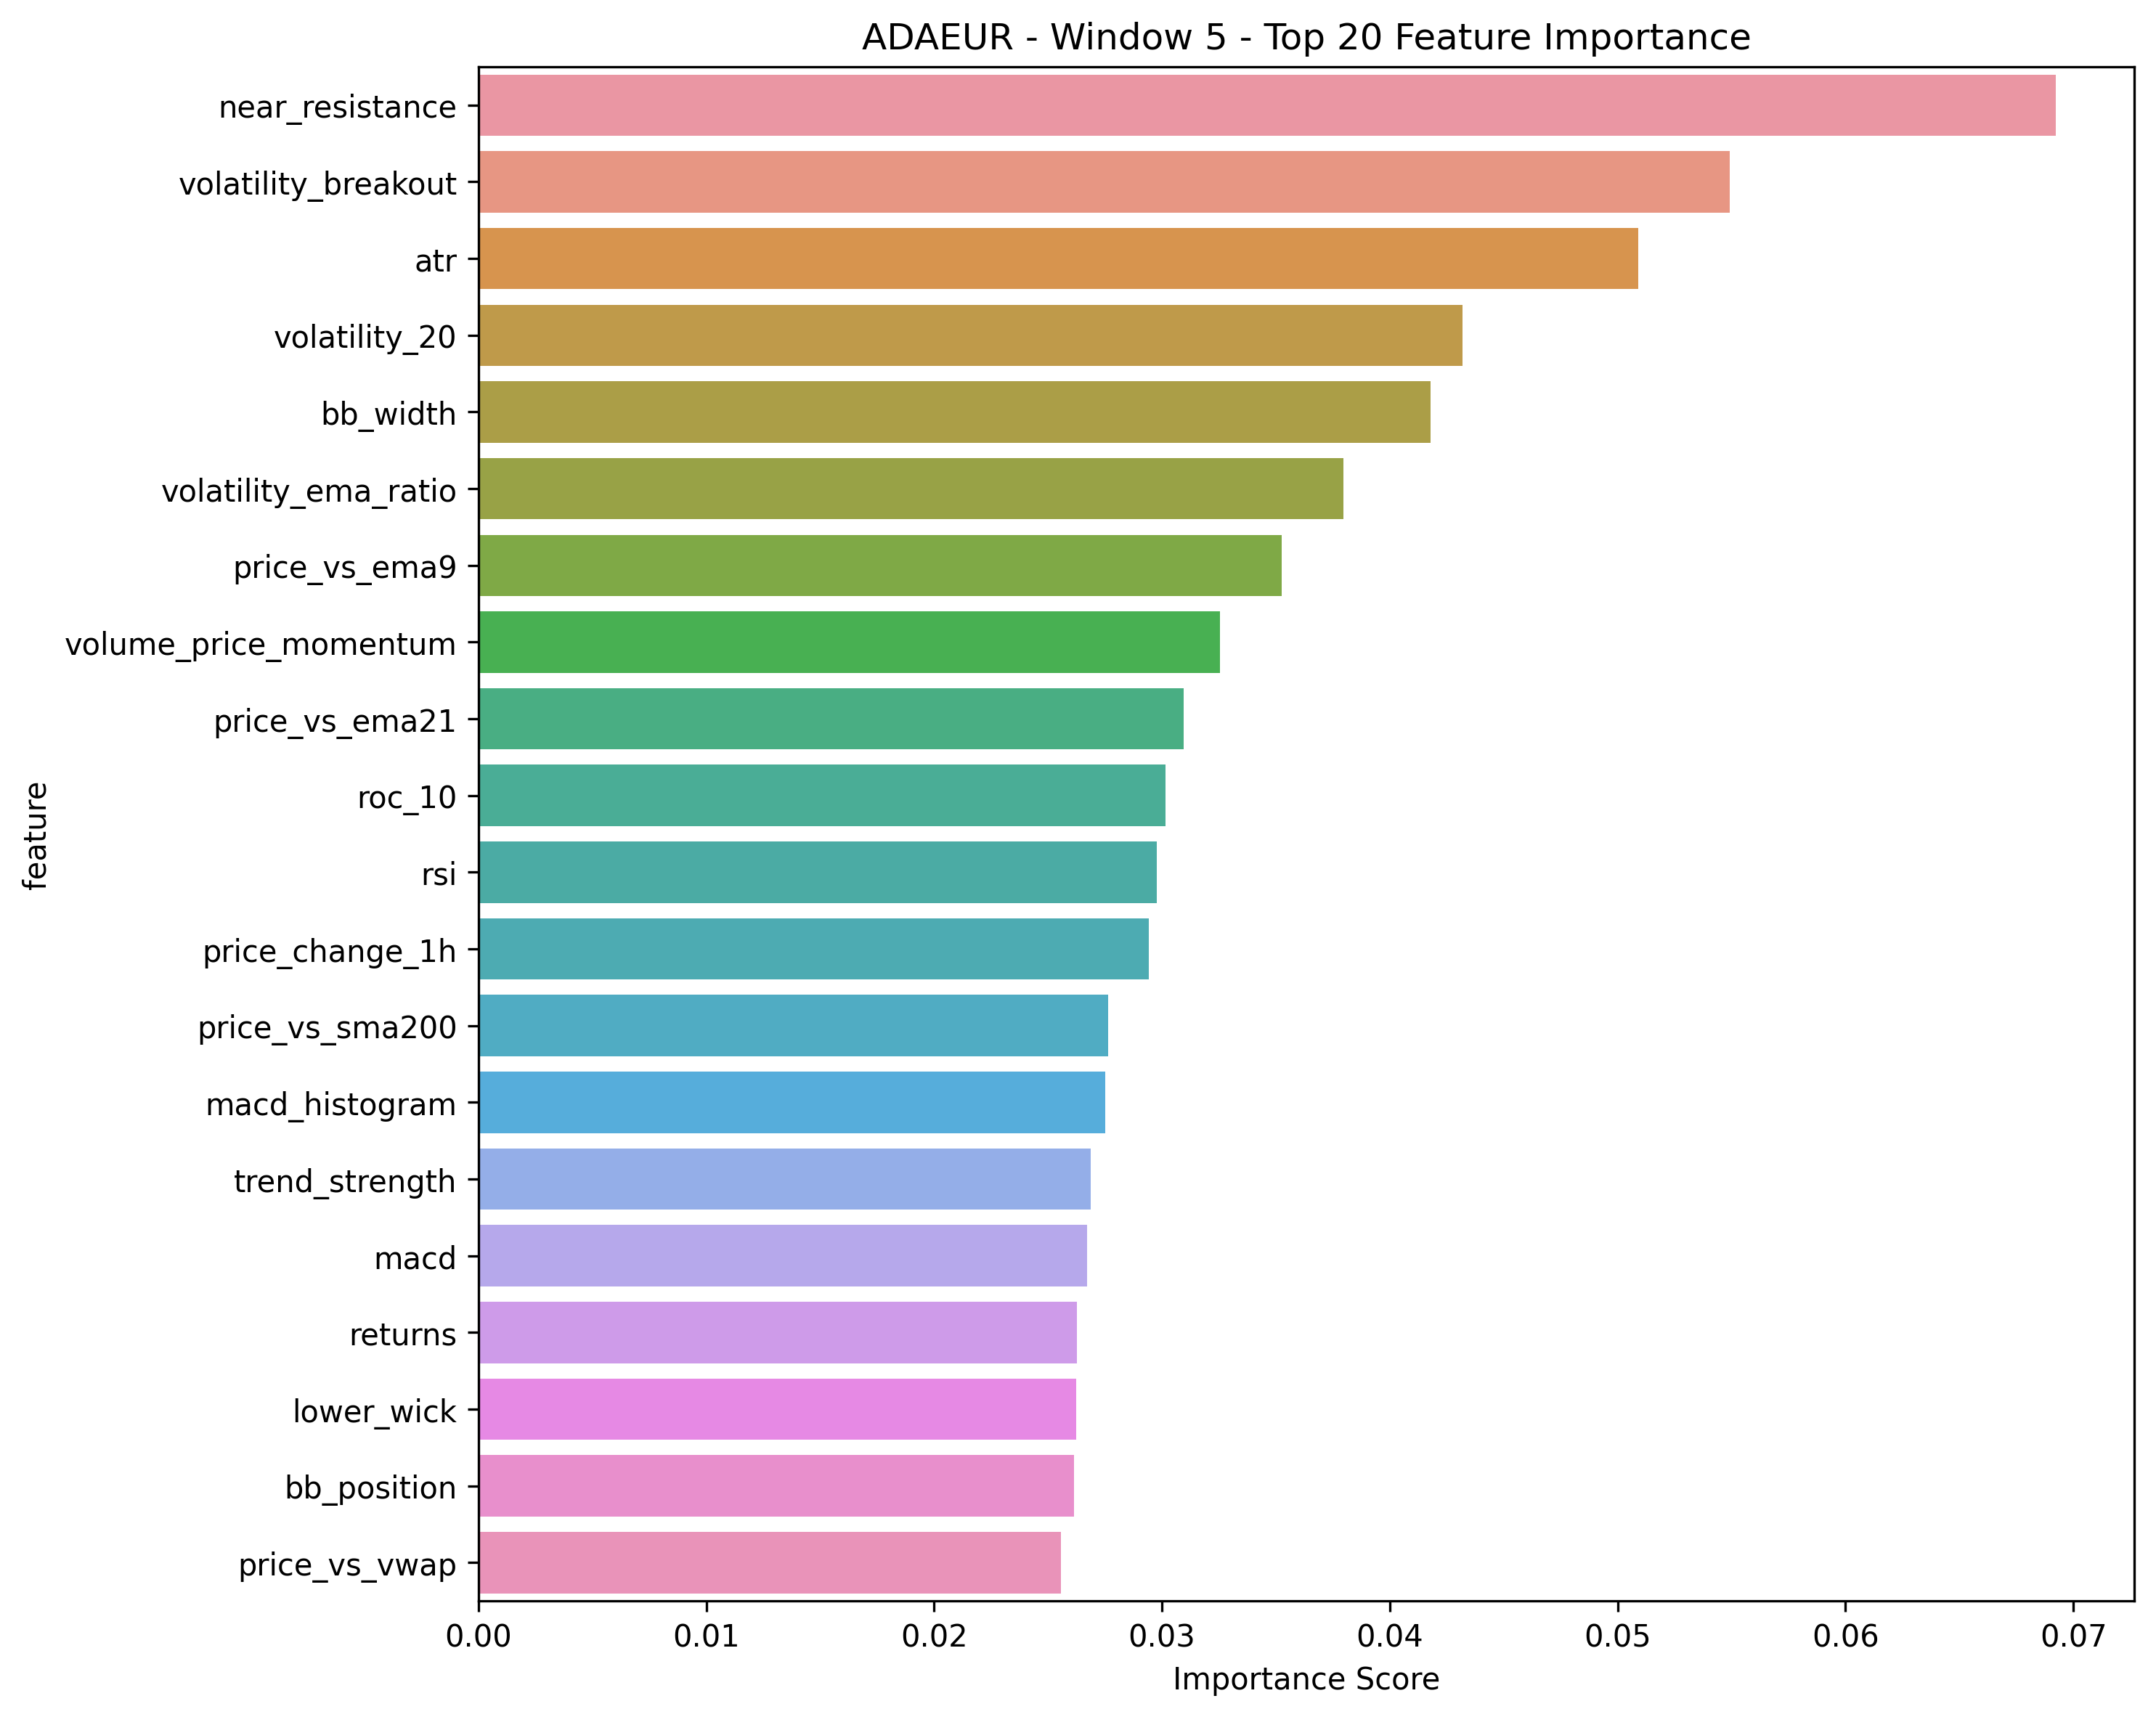 ADAEUR - Window 5 - Top 20 Feature Importance
near_resistance
volatility_breakout
atr
volatility_20
bb_width
volatility_ema_ratio
price_vs_ema9
volume_price_momentum
price_vs_ema21
roc_10
rsi
price_change_1h
price_vs_sma200
macd_histogram
trend_strength
macd
returns
lower_wick
bb_position
price_vs_vwap
feature
0.00 0.01 0.02 0.03 0.04 0.05 0.06 0.07
Importance Score